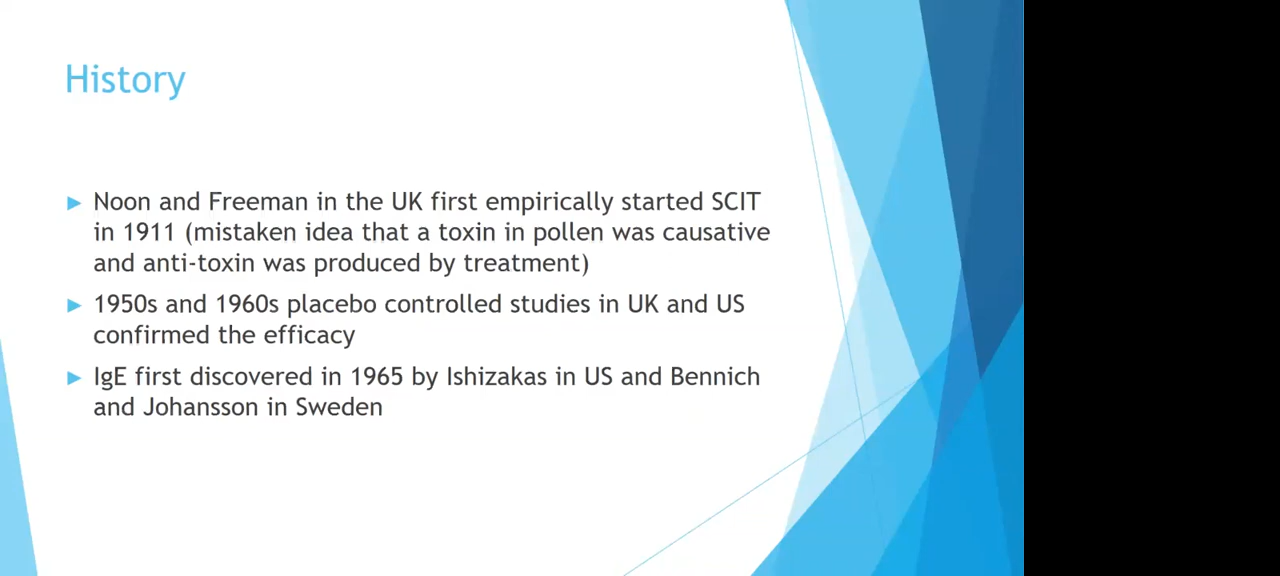 History
Noon and Freeman in the UK first empirically started SCIT
in 1911 (mistaken idea that a toxin in pollen was causative
and anti-toxin was produced by treatment)
1950s and 1960s placebo controlled studies in UK and US
confirmed the efficacy
IgE first discovered in 1965 by Ishizakas in US and Bennich
and Johansson in Sweden